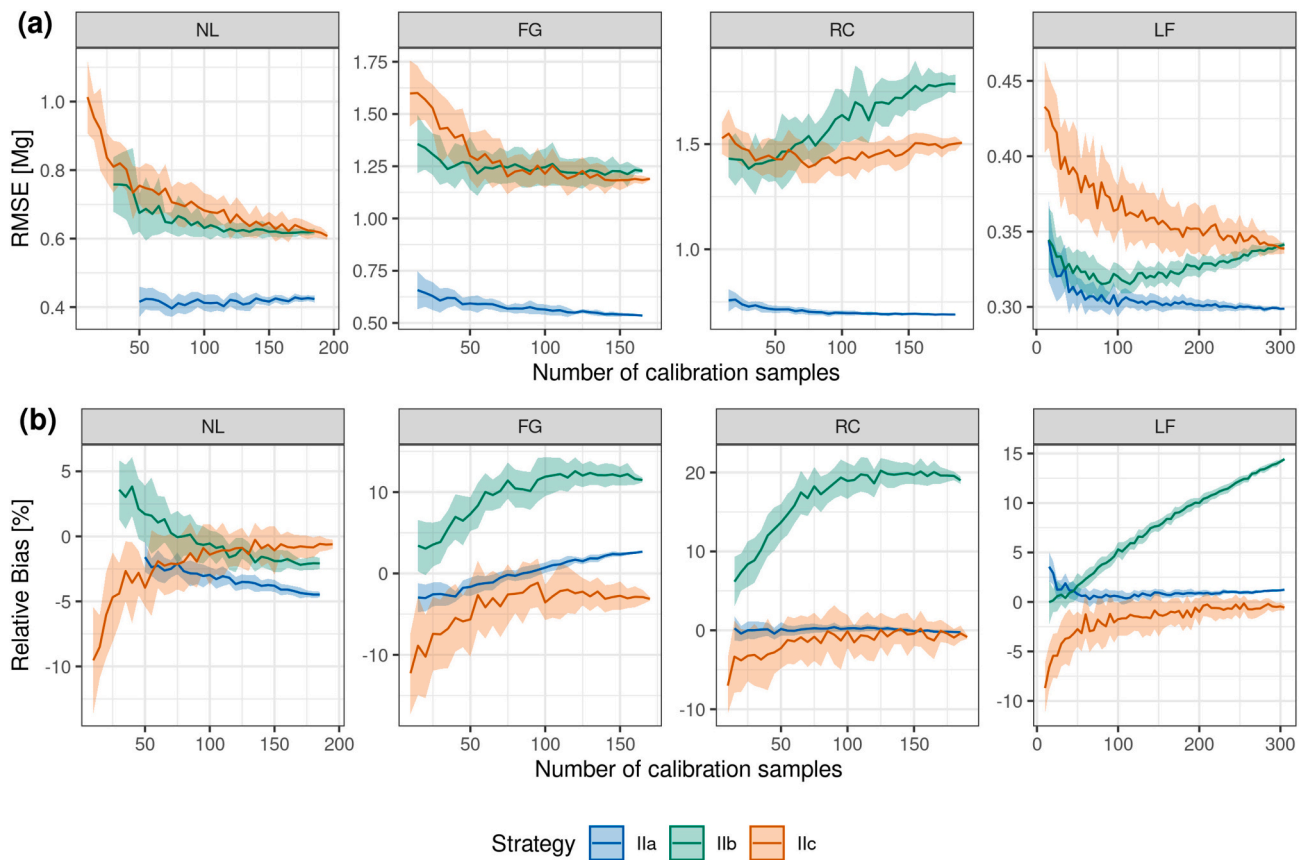 (a)
NL FG RC LF
RMSE [Mg]
1.0
0.8
0.6
0.4
1.75
1.50
1.25
1.00
0.75
0.50
1.5
1.0
0.45
0.40
0.35
0.30
50 100 150 200
50 100 150
50 100 150
0 100 200 300
Number of calibration samples
(b)
NL FG RC LF
Relative Bias [%]
5
0
-5
-10
10
0
-10
20
10
0
-10
15
10
5
0
-5
-10
50 100 150 200
50 100 150
50 100 150
0 100 200 300
Number of calibration samples
Strategy IIa IIb IIc